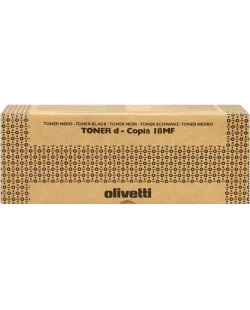 TONER NERO-TONER BLACK-TONER NOIR-TONER SCHWARZ-TONER NEGRO
TONER d - Copia 18MF
olivetti